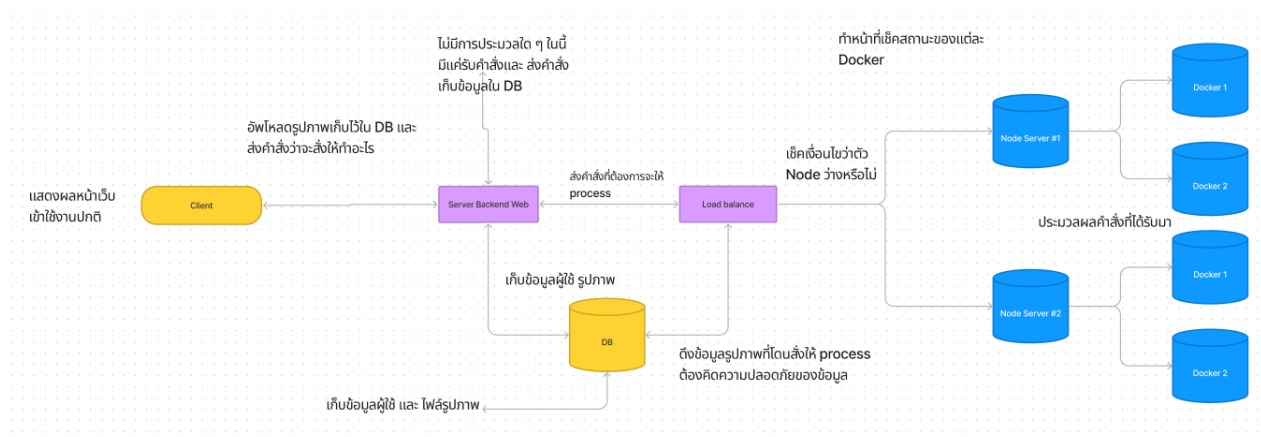 ไม่มีการประมวลใด ๆ ในนี้
มีแค่รับคำสั่งและ ส่งคำสั่ง
เก็บข้อมูลใน DB
ทำหน้าที่เช็คสถานะของแต่ละ
Docker
อัพโหลดรูปภาพเก็บไว้ใน DB และ
ส่งคำสั่งว่าจะสั่งให้ทำอะไร
แสดงผลหน้าเว็บ
เข้าใช้งานปกติ
Client
Server Backend Web
ส่งคำสั่งที่ต้องการจะให้
process
Load balance
เช็คเงื่อนไขว่าตัว
Node ว่างหรือไม่
Node Server #1
Docker 1
Docker 2
ประมวลผลคำสั่งที่ได้รับมา
Node Server #2
Docker 1
Docker 2
เก็บข้อมูลผู้ใช้ รูปภาพ
DB
ดึงข้อมูลรูปภาพที่โดนสั่งให้ process
ต้องคิดความปลอดภัยของข้อมูล
เก็บข้อมูลผู้ใช้ และ ไฟล์รูปภาพ